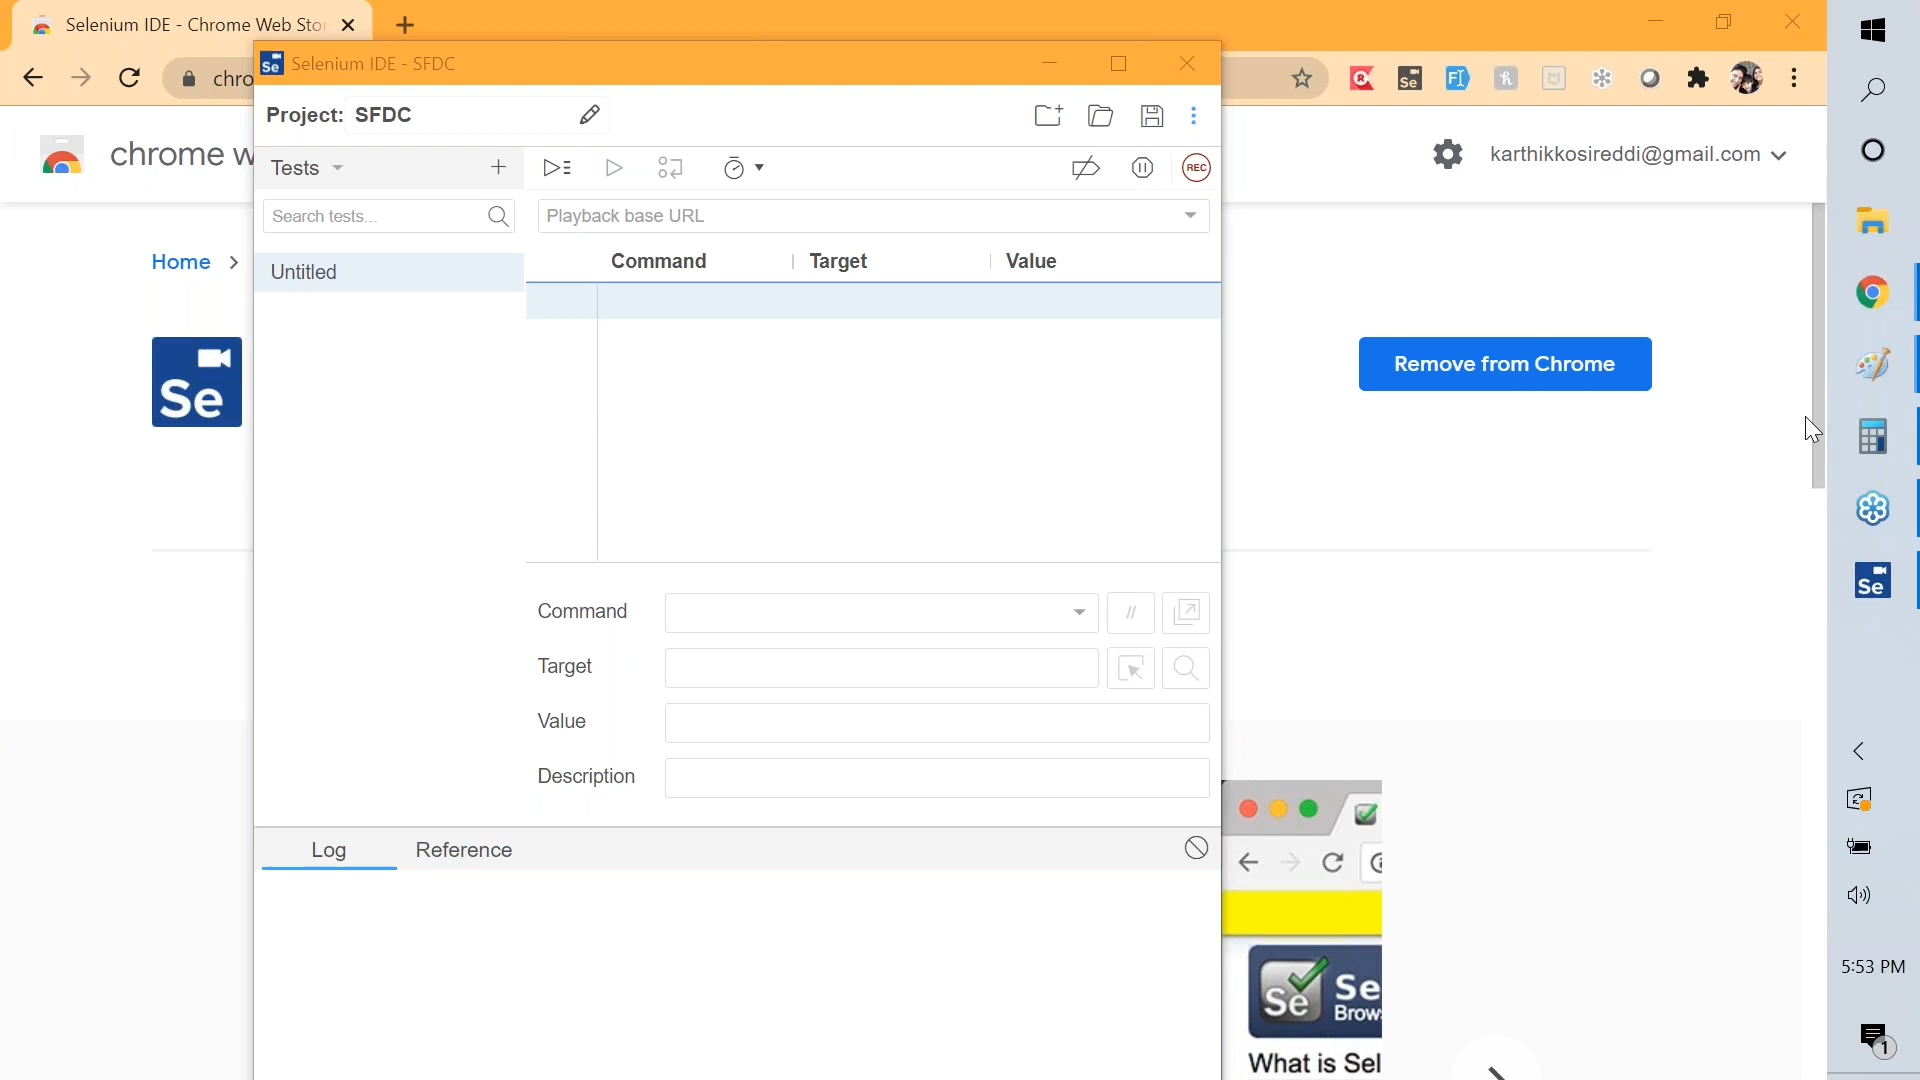 Selenium IDE - Chrome Web Stor
Selenium IDE - SFDC
chro
Project: SFDC
chrome w
karthikkosireddi@gmail.com
Tests
REC
Search tests...
Playback base URL
Command
Target
Value
Home
Untitled
Se
Remove from Chrome
Command
//
Target
Value
Description
Log
Reference
Se
Se
Brow
What is Sel
5:53 PM
1